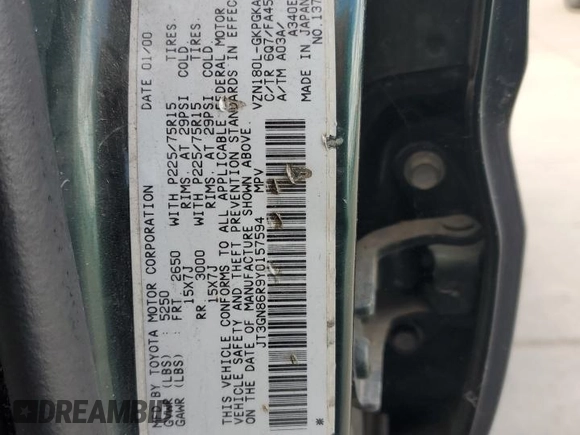 MFD BY TOYOTA MOTOR CORPORATION DATE 01/00
GVWR (LBS) : 5250
GAWR (LBS) : FRT. 2650 WITH P225/75R15 TIRES.
15X7J RIMS. AT 29PSI COLD.
RR. 3000 WITH P225/75R15 TIRES.
15X7J RIMS. AT 29PSI COLD.
THIS VEHICLE CONFORMS TO ALL APPLICABLE FEDERAL MOTOR
VEHICLE SAFETY AND THEFT PREVENTION STANDARDS IN EFFECT
ON THE DATE OF MANUFACTURE SHOWN ABOVE.
JT3GN86R9Y0157594 MPV
VZN180L-GKPGKA
C/TR 6Q7/FA45
A/TM A03A/
A340E
※ MADE IN JAPAN
NO.137
DREAMBID